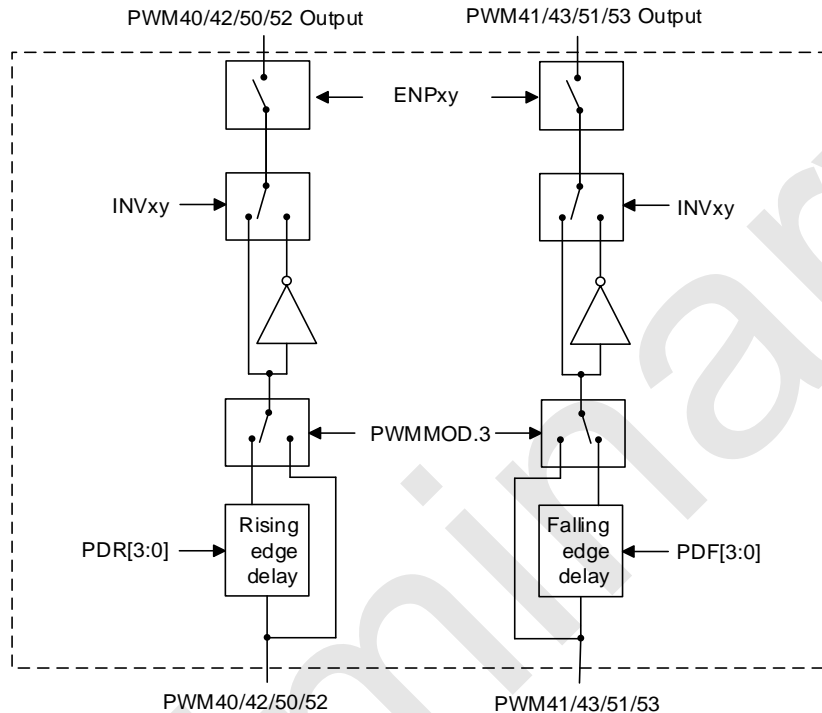 PWM40/42/50/52 Output
PWM41/43/51/53 Output
ENPxy
INVxy
INVxy
PWMMOD.3
PDR[3:0]
Rising
edge
delay
Falling
edge
delay
PDF[3:0]
PWM40/42/50/52
PWM41/43/51/53